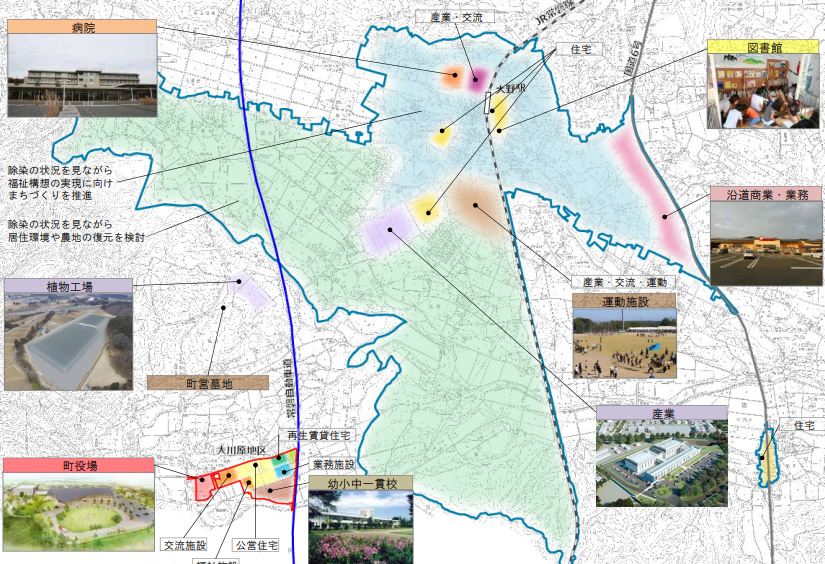 病院
産業・交流
JR常磐線
住宅
国道6号
図書館
大野駅
除染の状況を見ながら
福祉構想の実現に向け
まちづくりを推進
除染の状況を見ながら
居住環境や農地の復元を検討
沿道商業・業務
植物工場
産業・交流・運動
運動施設
町営墓地
常磐自動車道
産業
住宅
再生賃貸住宅
大川原地区
業務施設
町役場
幼小中一貫校
交流施設
公営住宅
福祉施設